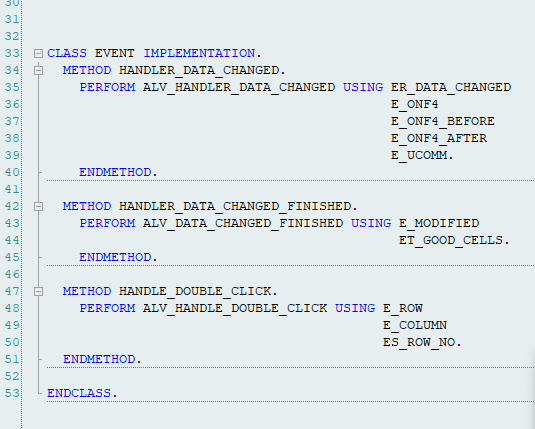 30
31
32
33 CLASS EVENT IMPLEMENTATION.
34 METHOD HANDLER_DATA_CHANGED.
35 PERFORM ALV_HANDLER_DATA_CHANGED USING ER_DATA_CHANGED
36 E_ONF4
37 E_ONF4_BEFORE
38 E_ONF4_AFTER
39 E_UCOMM.
40 ENDMETHOD.
41
42 METHOD HANDLER_DATA_CHANGED_FINISHED.
43 PERFORM ALV_DATA_CHANGED_FINISHED USING E_MODIFIED
44 ET_GOOD_CELLS.
45 ENDMETHOD.
46
47 METHOD HANDLE_DOUBLE_CLICK.
48 PERFORM ALV_HANDLE_DOUBLE_CLICK USING E_ROW
49 E_COLUMN
50 ES_ROW_NO.
51 ENDMETHOD.
52
53 ENDCLASS.